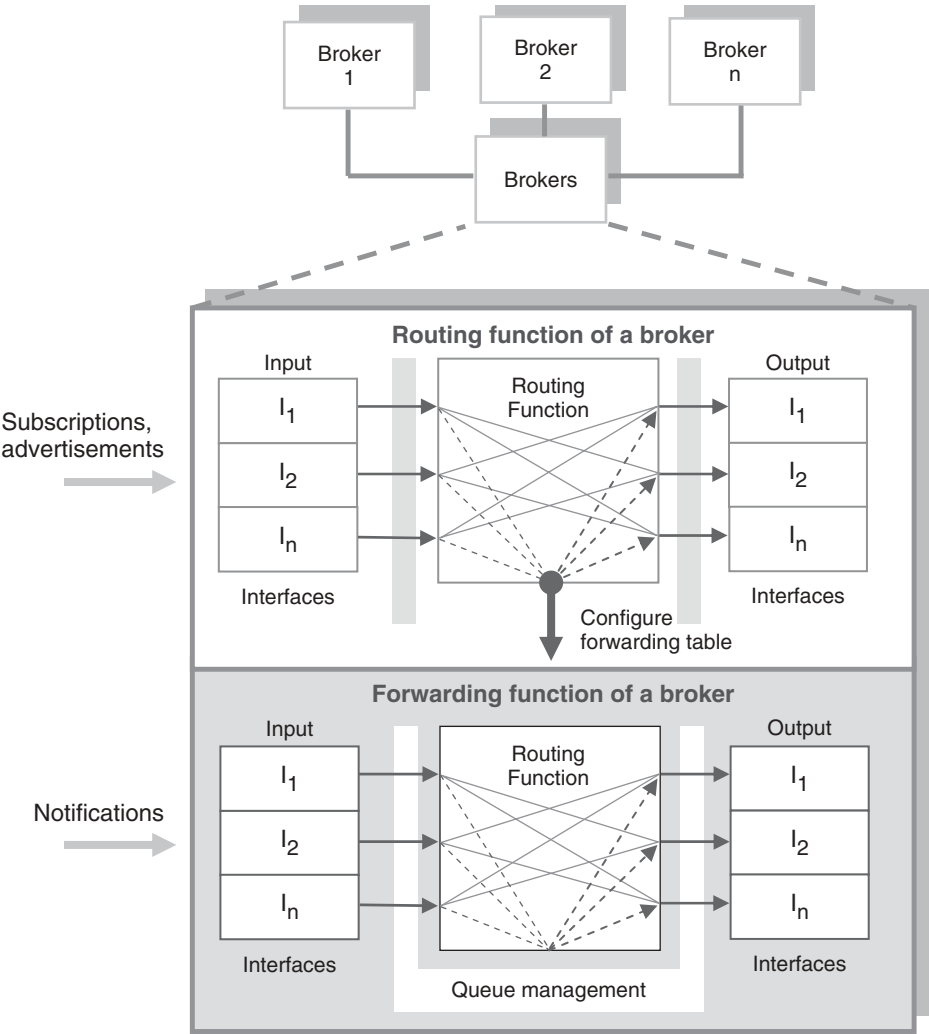 Broker
1
Broker
2
Broker
n
Brokers
Routing function of a broker
Input
Routing
Function
Output
Subscriptions,
advertisements
I1
I2
In
I1
I2
In
Interfaces
Interfaces
Configure
forwarding table
Forwarding function of a broker
Input
Routing
Function
Output
Notifications
I1
I2
In
I1
I2
In
Interfaces
Interfaces
Queue management